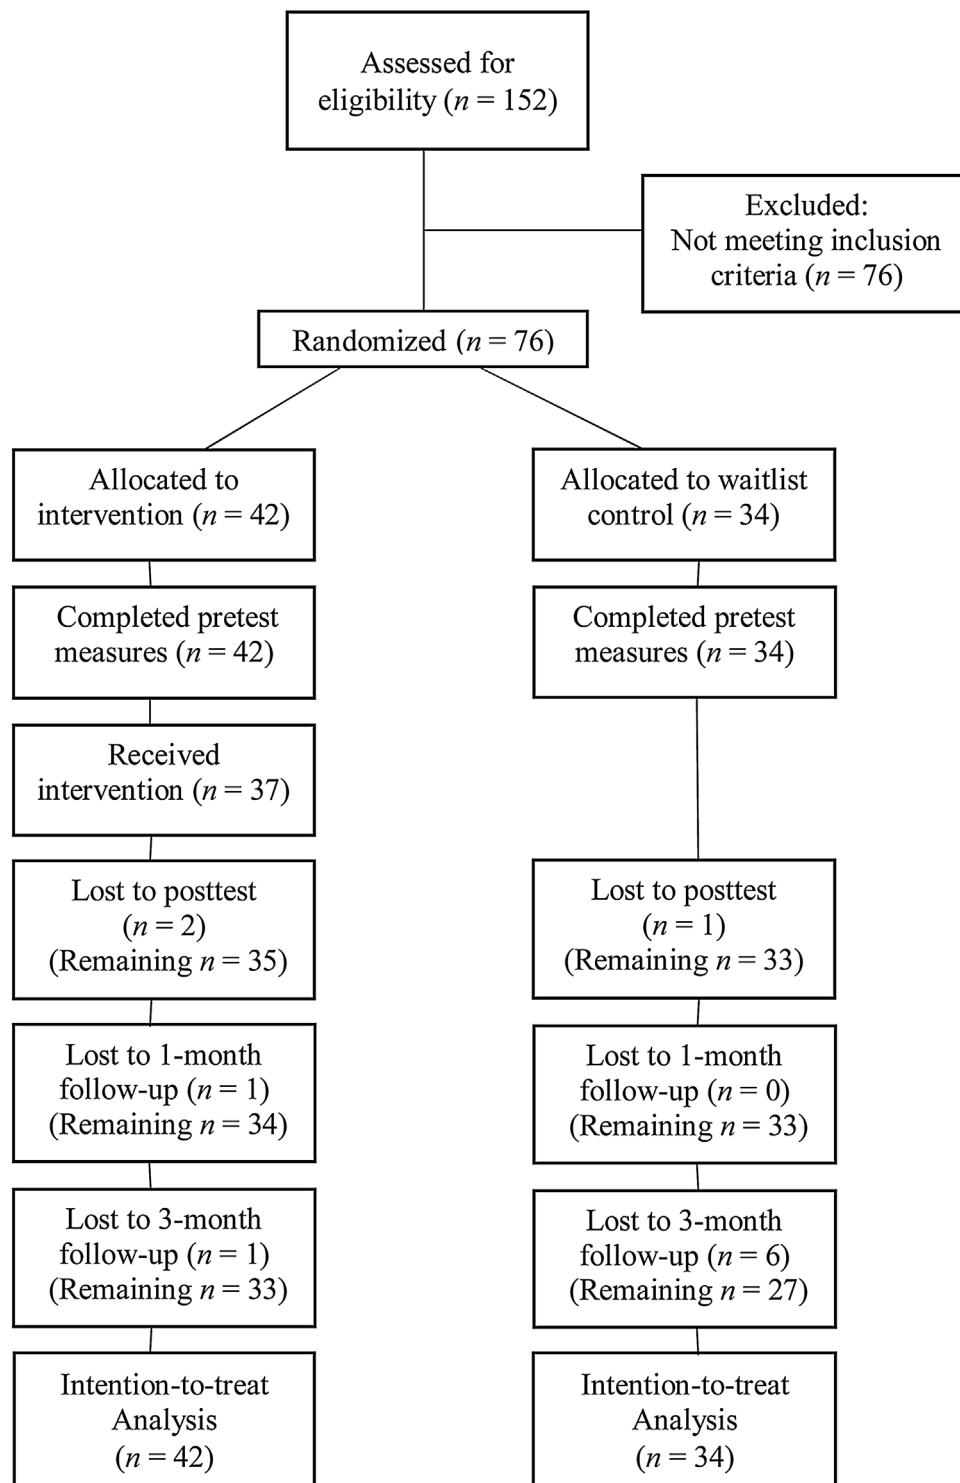 Assessed for
eligibility (n = 152)
Excluded:
Not meeting inclusion
criteria (n = 76)
Randomized (n = 76)
Allocated to
intervention (n = 42)
Completed pretest
measures (n = 42)
Received
intervention (n = 37)
Lost to posttest
(n = 2)
(Remaining n = 35)
Lost to 1-month
follow-up (n = 1)
(Remaining n = 34)
Lost to 3-month
follow-up (n = 1)
(Remaining n = 33)
Intention-to-treat
Analysis
(n = 42)
Allocated to waitlist
control (n = 34)
Completed pretest
measures (n = 34)
Lost to posttest
(n = 1)
(Remaining n = 33)
Lost to 1-month
follow-up (n = 0)
(Remaining n = 33)
Lost to 3-month
follow-up (n = 6)
(Remaining n = 27)
Intention-to-treat
Analysis
(n = 34)